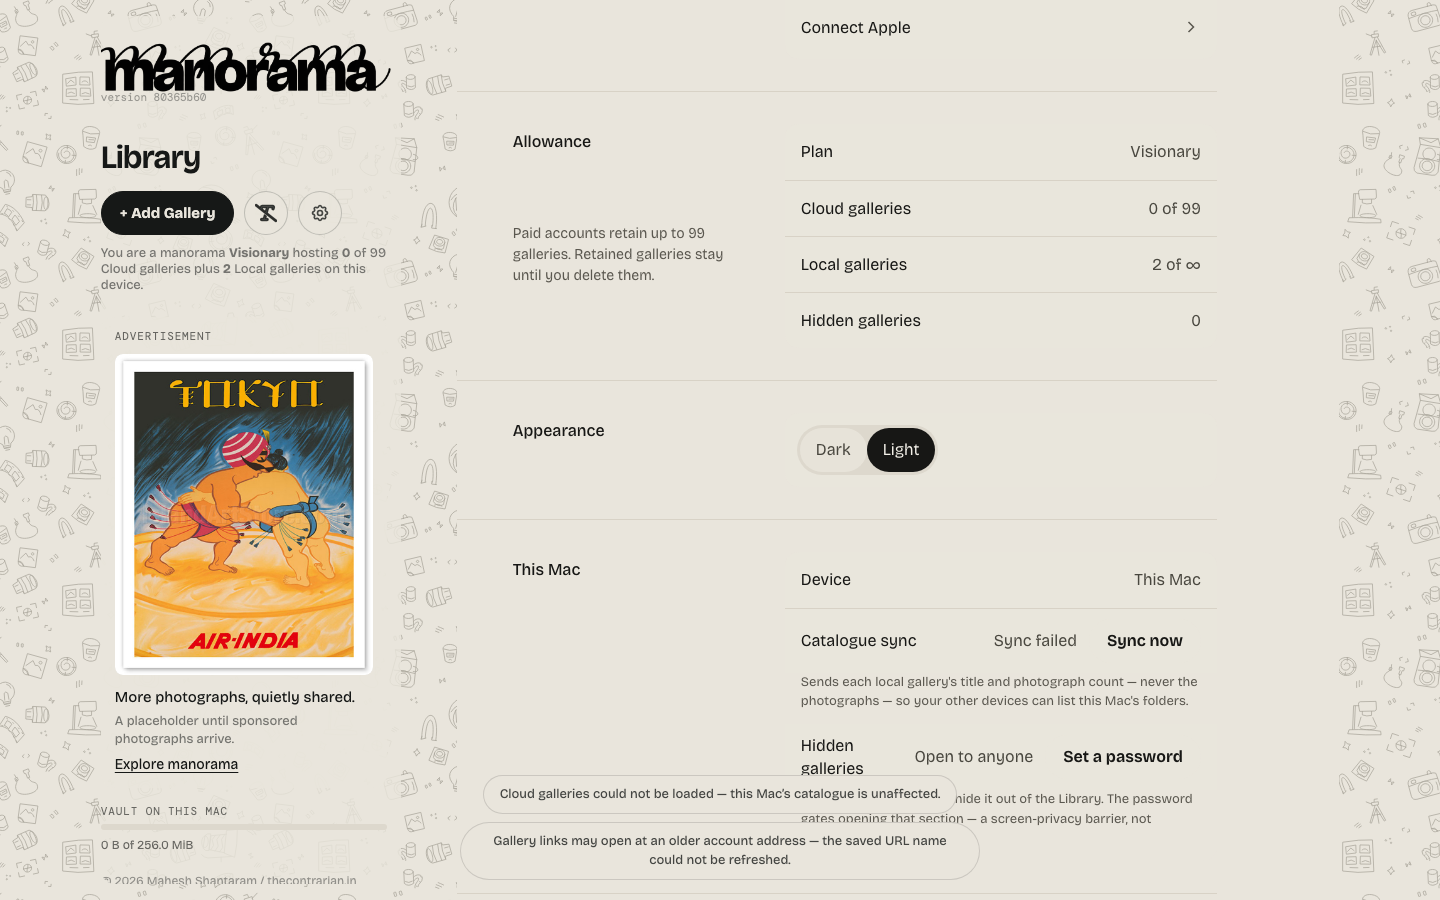 manorama
version 80365b60
Library
+ Add Gallery
You are a manorama Visionary hosting 0 of 99
Cloud galleries plus 2 Local galleries on this
device.
ADVERTISEMENT
TOKYO
AIR-INDIA
More photographs, quietly shared.
A placeholder until sponsored
photographs arrive.
Explore manorama
VAULT ON THIS MAC
0 B of 256.0 MiB
© 2026 Mahesh Shantaram / thecontrarian.in
Connect Apple
Allowance
Paid accounts retain up to 99
galleries. Retained galleries stay
until you delete them.
Plan Visionary
Cloud galleries 0 of 99
Local galleries 2 of ∞
Hidden galleries 0
Appearance
Dark Light
This Mac
Device This Mac
Catalogue sync Sync failed Sync now
Sends each local gallery's title and photograph count — never the
photographs — so your other devices can list this Mac's folders.
Hidden
galleries Open to anyone Set a password
hide it out of the Library. The password
gates opening that section — a screen-privacy barrier, not
Cloud galleries could not be loaded — this Mac's catalogue is unaffected.
Gallery links may open at an older account address — the saved URL name
could not be refreshed.